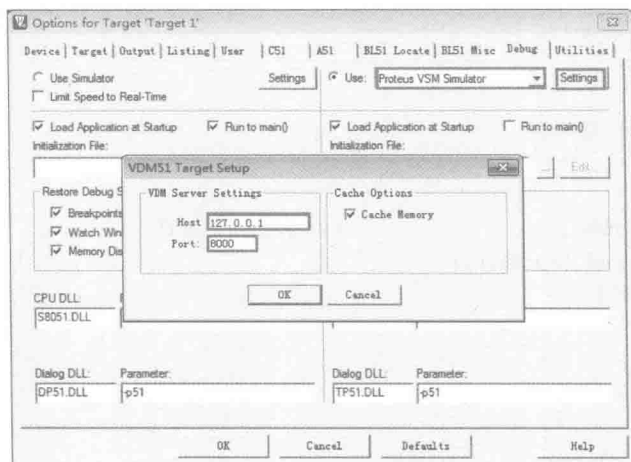 Options for Target 'Target 1'
Device Target Output Listing User C51 A51 BL51 Locate BL51 Misc Debug Utilities
Use Simulator Settings Use: Proteus VSM Simulator Settings
Limit Speed to Real-Time
Load Application at Startup Run to main() Load Application at Startup Run to main()
Initialization File: Initialization File:
... Edit...
VDM51 Target Setup
Restore Debug S
Breakpoints
Watch Win
Memory Dis
VDM Server Settings Cache Options
Host 127.0.0.1 Cache Memory
Port: 8000
OK Cancel
CPU DLL:
S8051.DLL
Dialog DLL: Parameter: Dialog DLL: Parameter:
DP51.DLL -p51 TP51.DLL -p51
OK Cancel Defaults Help